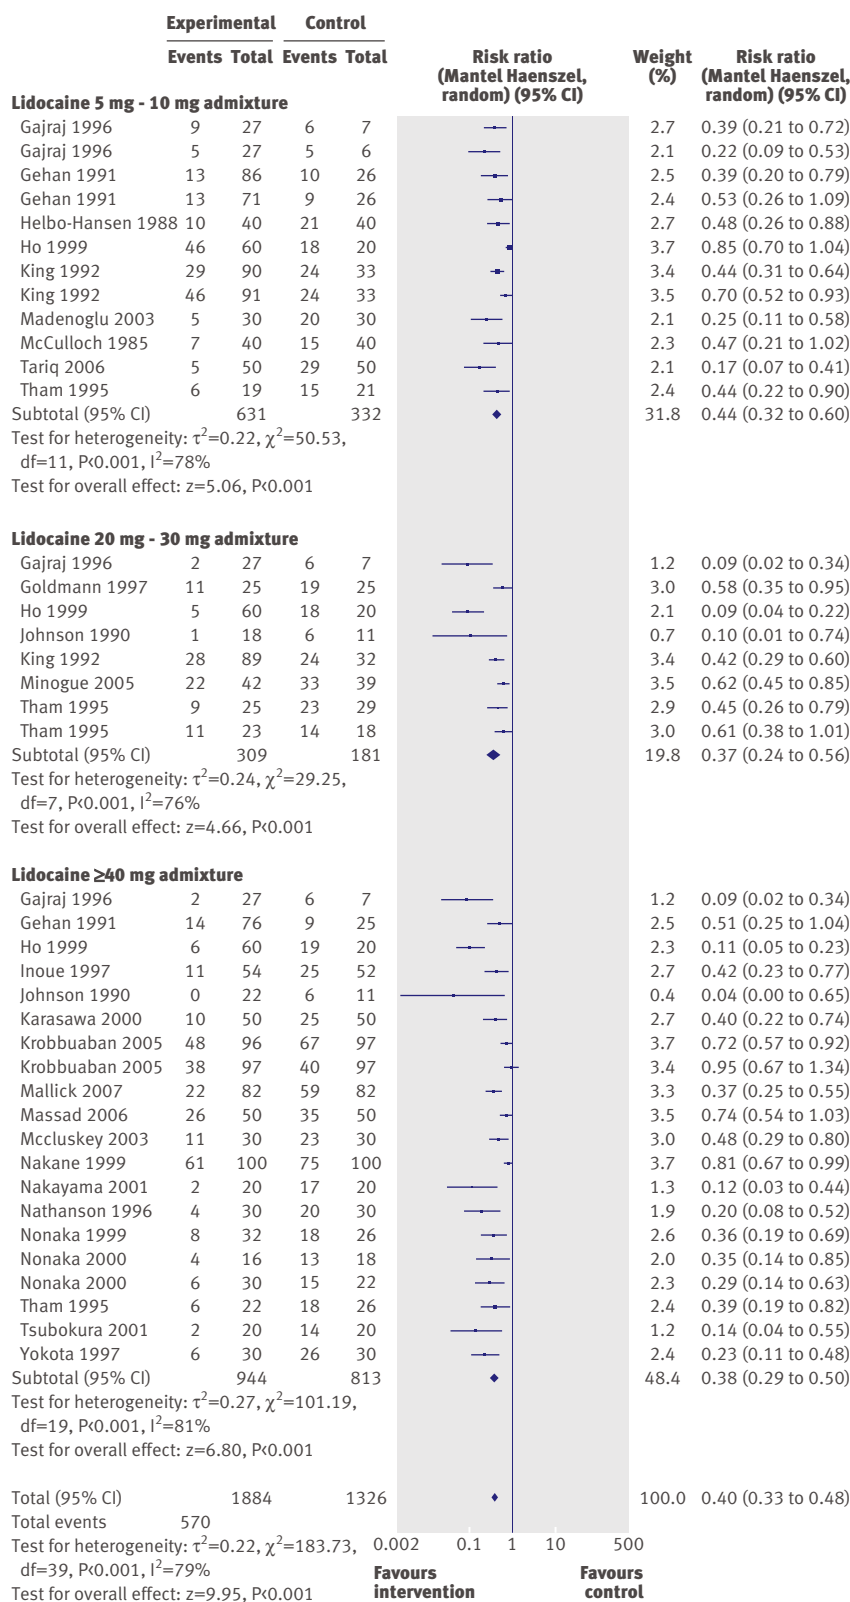 Experimental Control
Events Total Events Total Risk ratio Weight Risk ratio
(Mantel Haenszel, (%) (Mantel Haenszel,
random) (95% CI) random) (95% CI)
Lidocaine 5 mg - 10 mg admixture
Gajraj 1996 9 27 6 7 2.7 0.39 (0.21 to 0.72)
Gajraj 1996 5 27 5 6 2.1 0.22 (0.09 to 0.53)
Gehan 1991 13 86 10 26 2.5 0.39 (0.20 to 0.79)
Gehan 1991 13 71 9 26 2.4 0.53 (0.26 to 1.09)
Helbo-Hansen 1988 10 40 21 40 2.7 0.48 (0.26 to 0.88)
Ho 1999 46 60 18 20 3.7 0.85 (0.70 to 1.04)
King 1992 29 90 24 33 3.4 0.44 (0.31 to 0.64)
King 1992 46 91 24 33 3.5 0.70 (0.52 to 0.93)
Madenoglu 2003 5 30 20 30 2.1 0.25 (0.11 to 0.58)
McCulloch 1985 7 40 15 40 2.3 0.47 (0.21 to 1.02)
Tariq 2006 5 50 29 50 2.1 0.17 (0.07 to 0.41)
Tham 1995 6 19 15 21 2.4 0.44 (0.22 to 0.90)
Subtotal (95% CI) 631 332 31.8 0.44 (0.32 to 0.60)
Test for heterogeneity: τ²=0.22, χ²=50.53,
df=11, P<0.001, I²=78%
Test for overall effect: z=5.06, P<0.001
Lidocaine 20 mg - 30 mg admixture
Gajraj 1996 2 27 6 7 1.2 0.09 (0.02 to 0.34)
Goldmann 1997 11 25 19 25 3.0 0.58 (0.35 to 0.95)
Ho 1999 5 60 18 20 2.1 0.09 (0.04 to 0.22)
Johnson 1990 1 18 6 11 0.7 0.10 (0.01 to 0.74)
King 1992 28 89 24 32 3.4 0.42 (0.29 to 0.60)
Minogue 2005 22 42 33 39 3.5 0.62 (0.45 to 0.85)
Tham 1995 9 25 23 29 2.9 0.45 (0.26 to 0.79)
Tham 1995 11 23 14 18 3.0 0.61 (0.38 to 1.01)
Subtotal (95% CI) 309 181 19.8 0.37 (0.24 to 0.56)
Test for heterogeneity: τ²=0.24, χ²=29.25,
df=7, P<0.001, I²=76%
Test for overall effect: z=4.66, P<0.001
Lidocaine ≥40 mg admixture
Gajraj 1996 2 27 6 7 1.2 0.09 (0.02 to 0.34)
Gehan 1991 14 76 9 25 2.5 0.51 (0.25 to 1.04)
Ho 1999 6 60 19 20 2.3 0.11 (0.05 to 0.23)
Inoue 1997 11 54 25 52 2.7 0.42 (0.23 to 0.77)
Johnson 1990 0 22 6 11 0.4 0.04 (0.00 to 0.65)
Karasawa 2000 10 50 25 50 2.7 0.40 (0.22 to 0.74)
Krobbuaban 2005 48 96 67 97 3.7 0.72 (0.57 to 0.92)
Krobbuaban 2005 38 97 40 97 3.4 0.95 (0.67 to 1.34)
Mallick 2007 22 82 59 82 3.3 0.37 (0.25 to 0.55)
Massad 2006 26 50 35 50 3.5 0.74 (0.54 to 1.03)
Mccluskey 2003 11 30 23 30 3.0 0.48 (0.29 to 0.80)
Nakane 1999 61 100 75 100 3.7 0.81 (0.67 to 0.99)
Nakayama 2001 2 20 17 20 1.3 0.12 (0.03 to 0.44)
Nathanson 1996 4 30 20 30 1.9 0.20 (0.08 to 0.52)
Nonaka 1999 8 32 18 26 2.6 0.36 (0.19 to 0.69)
Nonaka 2000 4 16 13 18 2.0 0.35 (0.14 to 0.85)
Nonaka 2000 6 30 15 22 2.3 0.29 (0.14 to 0.63)
Tham 1995 6 22 18 26 2.4 0.39 (0.19 to 0.82)
Tsubokura 2001 2 20 14 20 1.2 0.14 (0.04 to 0.55)
Yokota 1997 6 30 26 30 2.4 0.23 (0.11 to 0.48)
Subtotal (95% CI) 944 813 48.4 0.38 (0.29 to 0.50)
Test for heterogeneity: τ²=0.27, χ²=101.19,
df=19, P<0.001, I²=81%
Test for overall effect: z=6.80, P<0.001
Total (95% CI) 1884 1326 100.0 0.40 (0.33 to 0.48)
Total events 570
Test for heterogeneity: τ²=0.22, χ²=183.73, 0.002 0.1 1 10 500
df=39, P<0.001, I²=79% Favours Favours
Test for overall effect: z=9.95, P<0.001 intervention control